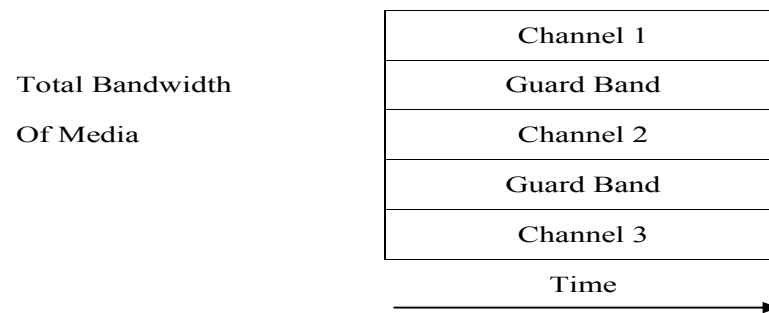 Total Bandwidth
Of Media
Channel 1
Guard Band
Channel 2
Guard Band
Channel 3
Time